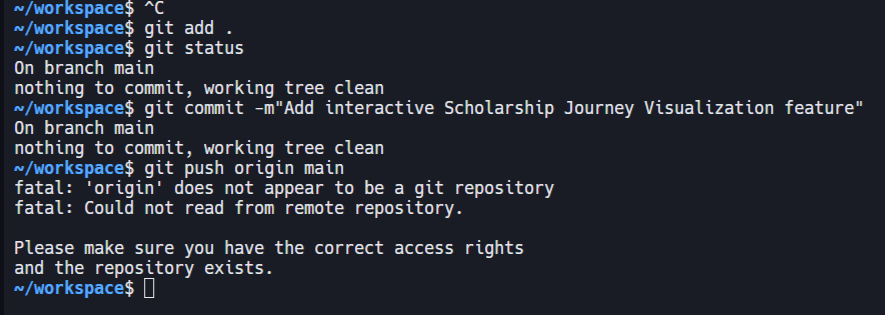 ~/workspace$ ^C
~/workspace$ git add .
~/workspace$ git status
On branch main
nothing to commit, working tree clean
~/workspace$ git commit -m"Add interactive Scholarship Journey Visualization feature"
On branch main
nothing to commit, working tree clean
~/workspace$ git push origin main
fatal: 'origin' does not appear to be a git repository
fatal: Could not read from remote repository.

Please make sure you have the correct access rights
and the repository exists.
~/workspace$